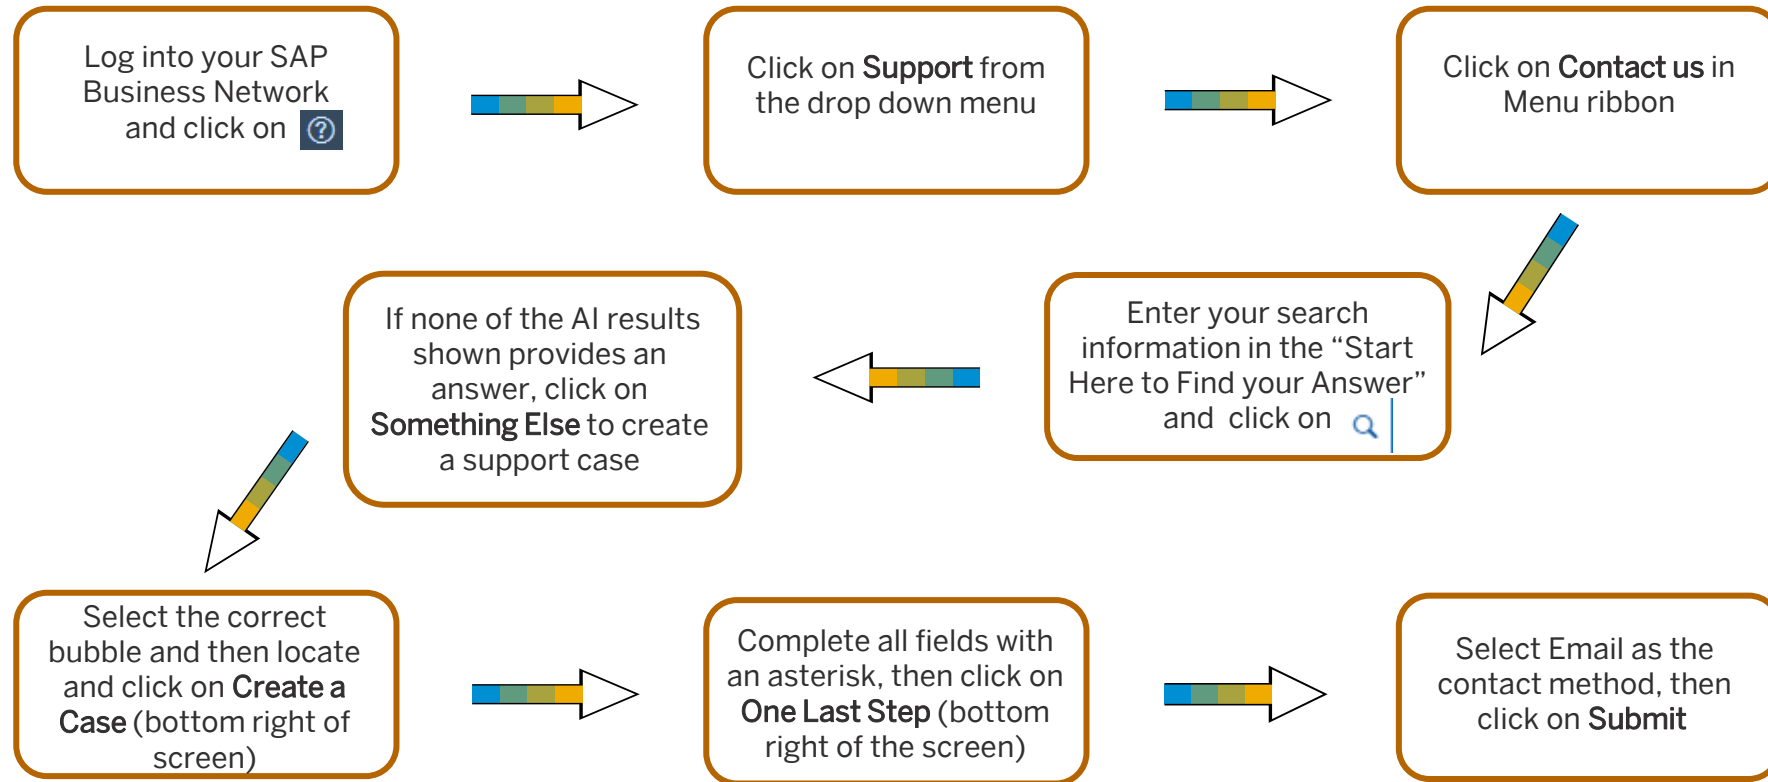 Log into your SAP
Business Network
and click on
Click on Support from
the drop down menu
Click on Contact us in
Menu ribbon
Enter your search
information in the “Start
Here to Find your Answer”
and click on
If none of the AI results
shown provides an
answer, click on
Something Else to create
a support case
Select the correct
bubble and then locate
and click on Create a
Case (bottom right of
screen)
Complete all fields with
an asterisk, then click on
One Last Step (bottom
right of the screen)
Select Email as the
contact method, then
click on Submit